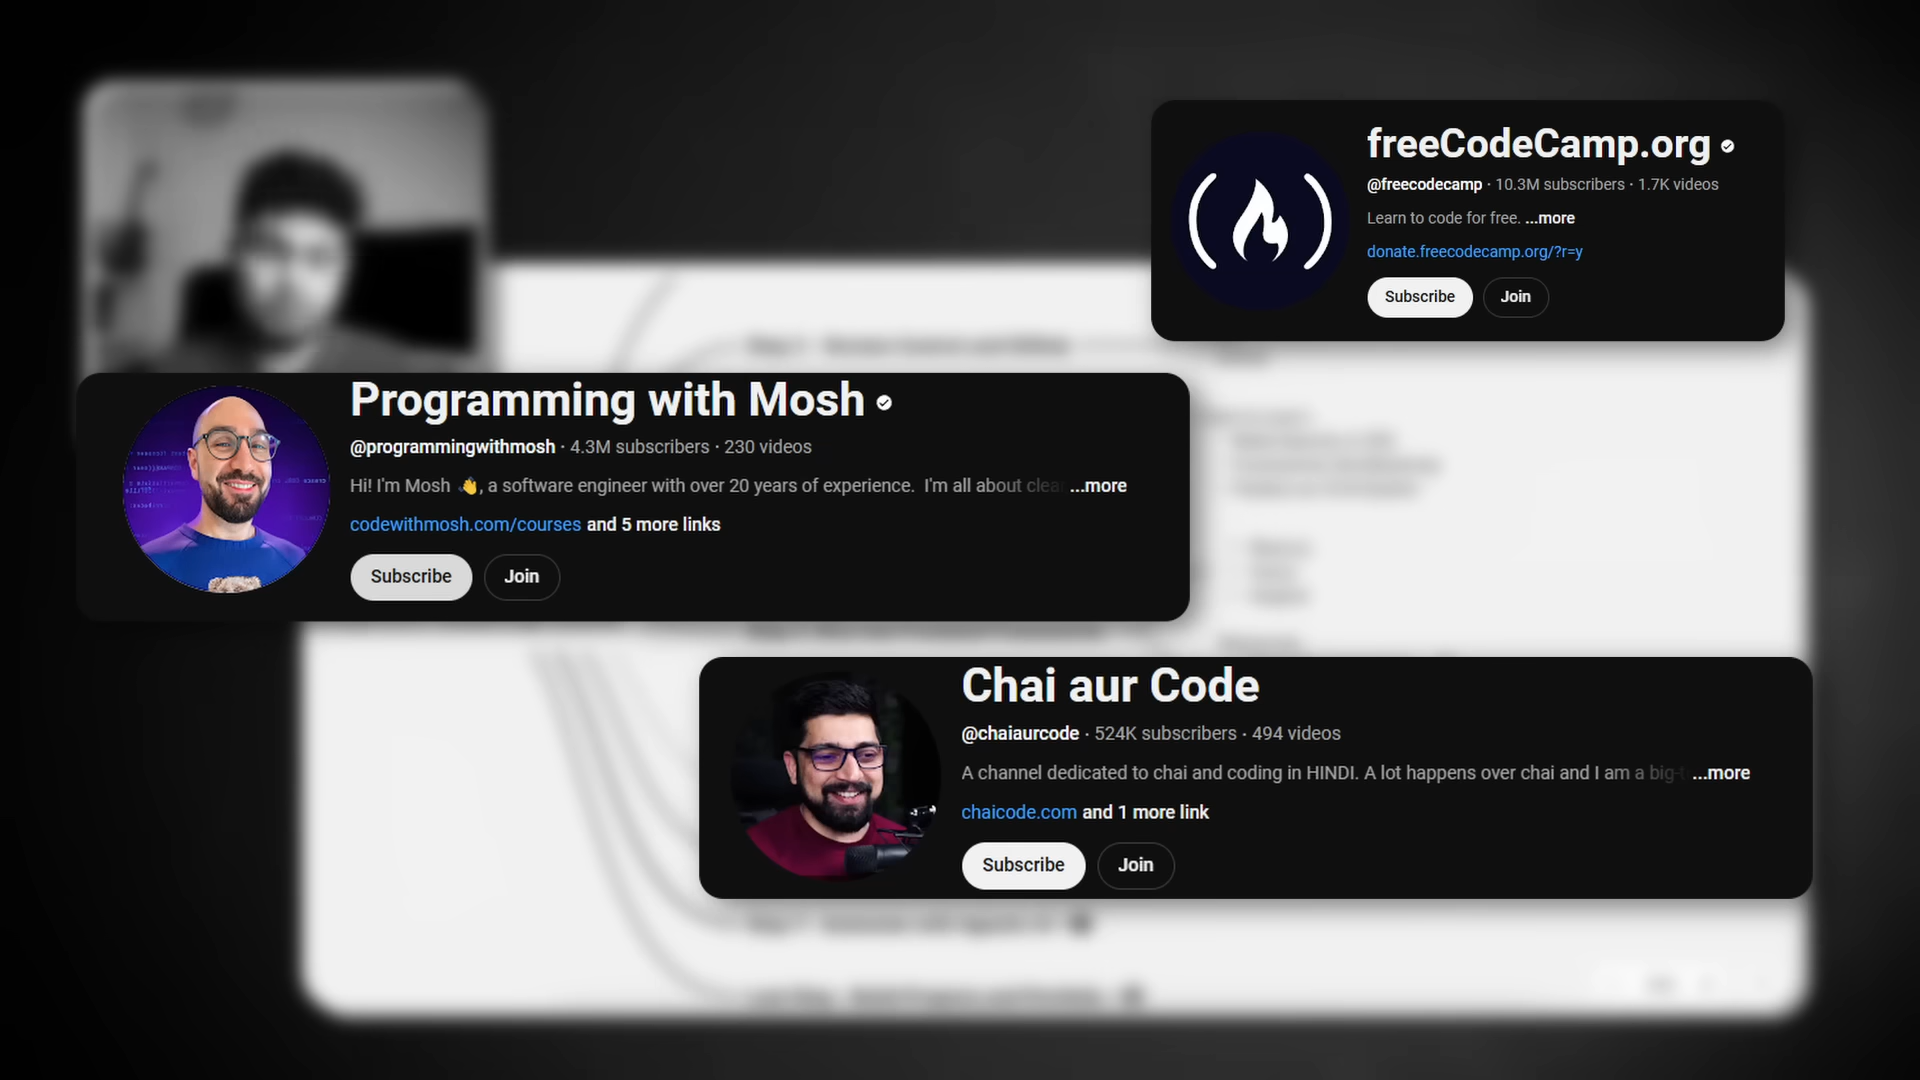 freeCodeCamp.org
@freecodecamp · 10.3M subscribers · 1.7K videos
Learn to code for free. ...more
donate.freecodecamp.org/?r=y
Subscribe Join
Programming with Mosh
@programmingwithmosh · 4.3M subscribers · 230 videos
Hi! I'm Mosh 👋, a software engineer with over 20 years of experience. I'm all about clea ...more
codewithmosh.com/courses and 5 more links
Subscribe Join
Chai aur Code
@chaiaurcode · 524K subscribers · 494 videos
A channel dedicated to chai and coding in HINDI. A lot happens over chai and I am a big-t ...more
chaicode.com and 1 more link
Subscribe Join